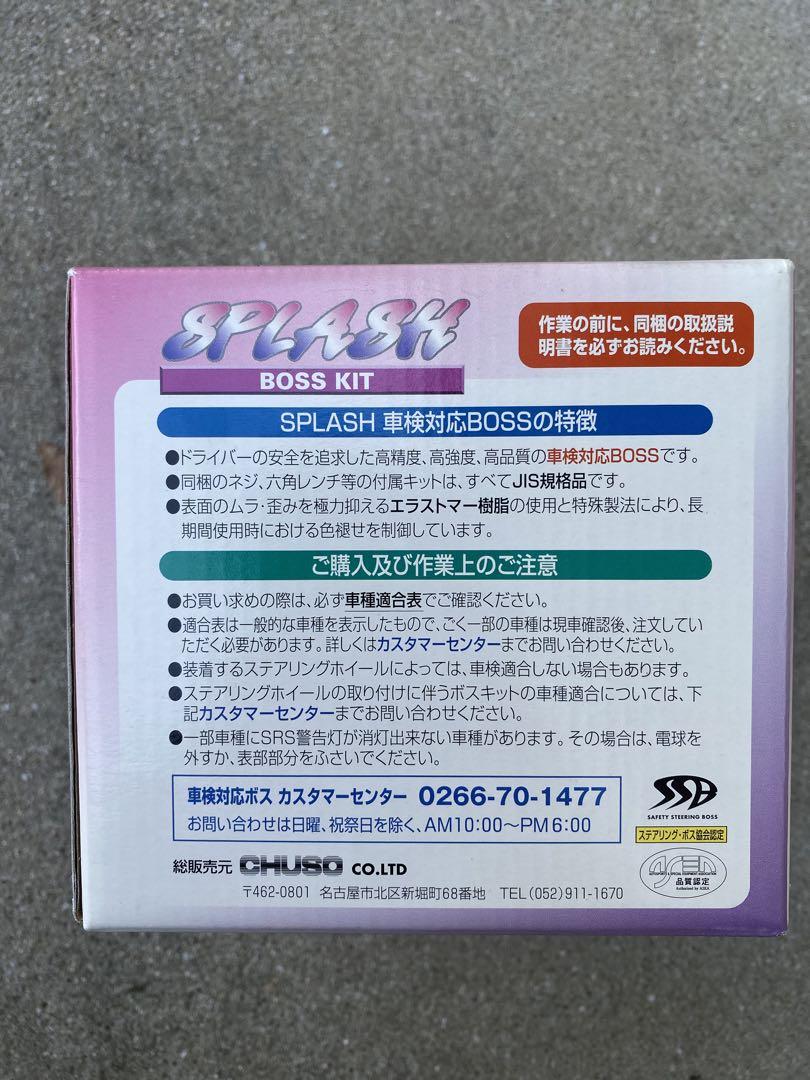 SPLASH
BOSS KIT
作業の前に、同梱の取扱説
明書を必ずお読みください。
SPLASH 車検対応BOSSの特徴
●ドライバーの安全を追求した高精度、高強度、高品質の車検対応BOSSです。
●同梱のネジ、六角レンチ等の付属キットは、すべてJIS規格品です。
●表面のムラ・歪みを極力抑えるエラストマー樹脂の使用と特殊製法により、長
期間使用時における色褪せを制御しています。
ご購入及び作業上のご注意
●お買い求めの際は、必ず車種適合表でご確認ください。
●適合表は一般的な車種を表示したもので、ごく一部の車種は現車確認後、注文してい
ただく必要があります。詳しくはカスタマーセンターまでお問い合わせください。
●装着するステアリングホイールによっては、車検適合しない場合もあります。
●ステアリングホイールの取り付けに伴うボスキットの車種適合については、下
記カスタマーセンターまでお問い合わせください。
●一部車種にSRS警告灯が消灯出来ない車種があります。その場合は、電球を
外すか、表部部分をふさいでください。
車検対応ボス カスタマーセンター 0266-70-1477
お問い合わせは日曜、祝祭日を除く、AM10:00〜PM6:00
SSB
SAFETY STEERING BOSS
ステアリング・ボス協会認定
ASEA
AUTOSPORTS & SPECIAL EQUIPMENT ASSOCIATION
品質認定
Authorized by ASEA
総販売元 CHUSO CO.LTD
〒462-0801 名古屋市北区新堀町68番地 TEL(052)911-1670